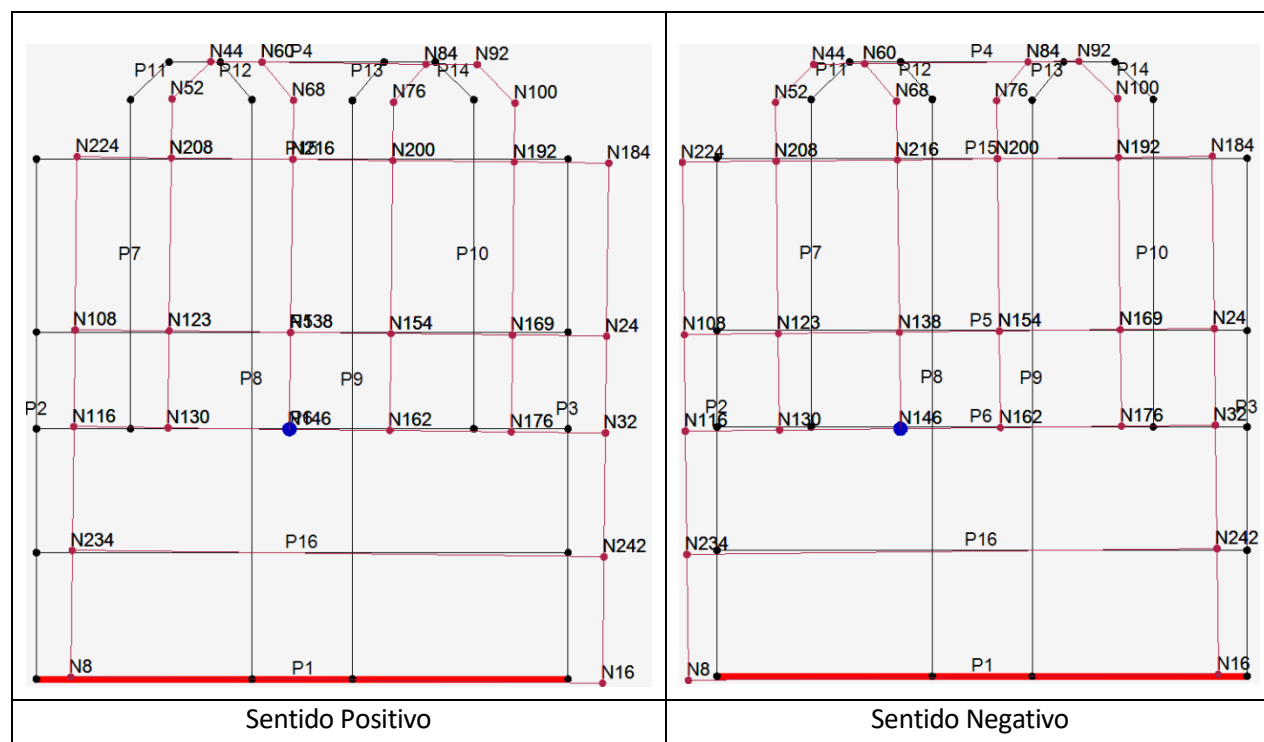 N44 N60 P4 N84 N92
P11 P12 P13 P14
N52 N68 N76 N100
N224 N208 N216 N200 N192 N184
P7 P10
N108 N123 N138 N154 N169 N24
P8 P9
P2 P3
N116 N130 N146 N162 N176 N32
N234 P16 N242
N8 P1 N16
Sentido Positivo
N44 N60 P4 N84 N92
P11 P12 P13 P14
N52 N68 N76 N100
N224 N208 N216 P15 N200 N192 N184
P7 P10
N108 N123 N138 P5 N154 N169 N24
P8 P9
P2 P3
N116 N130 N146 P6 N162 N176 N32
N234 P16 N242
N8 P1 N16
Sentido Negativo